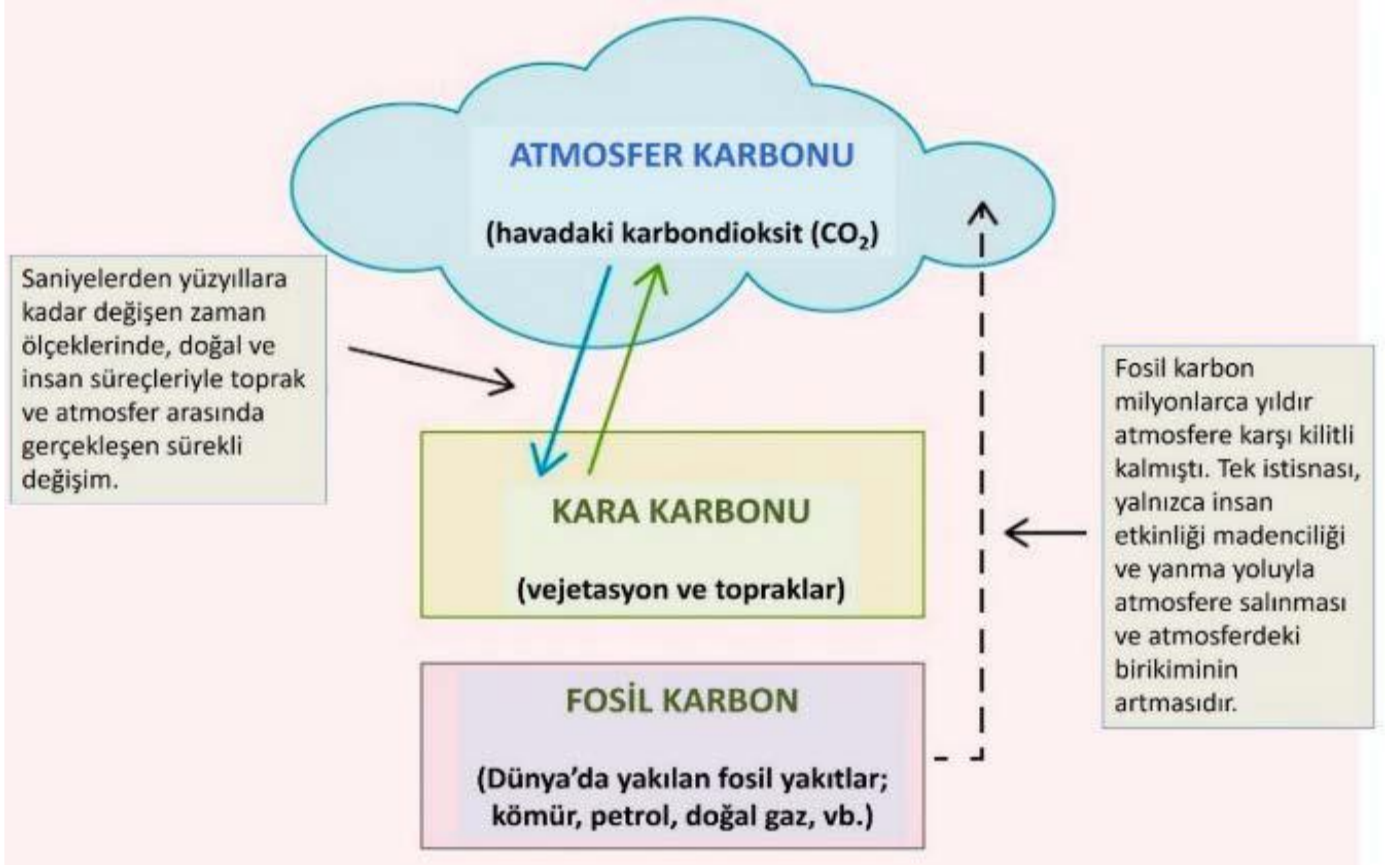 ATMOSFER KARBONU
(havadaki karbondioksit (CO₂)
Saniyelerden yüzyıllara
kadar değişen zaman
ölçeklerinde, doğal ve
insan süreçleriyle toprak
ve atmosfer arasında
gerçekleşen sürekli
değişim.
Fosil karbon
milyonlarca yıldır
atmosfere karşı kilitli
kalmıştı. Tek istisnası,
yalnızca insan
etkinliği madenciliği
ve yanma yoluyla
atmosfere salınması
ve atmosferdeki
birikiminin
artmasıdır.
KARA KARBONU
(vejetasyon ve topraklar)
FOSİL KARBON
(Dünya’da yakılan fosil yakıtlar;
kömür, petrol, doğal gaz, vb.)